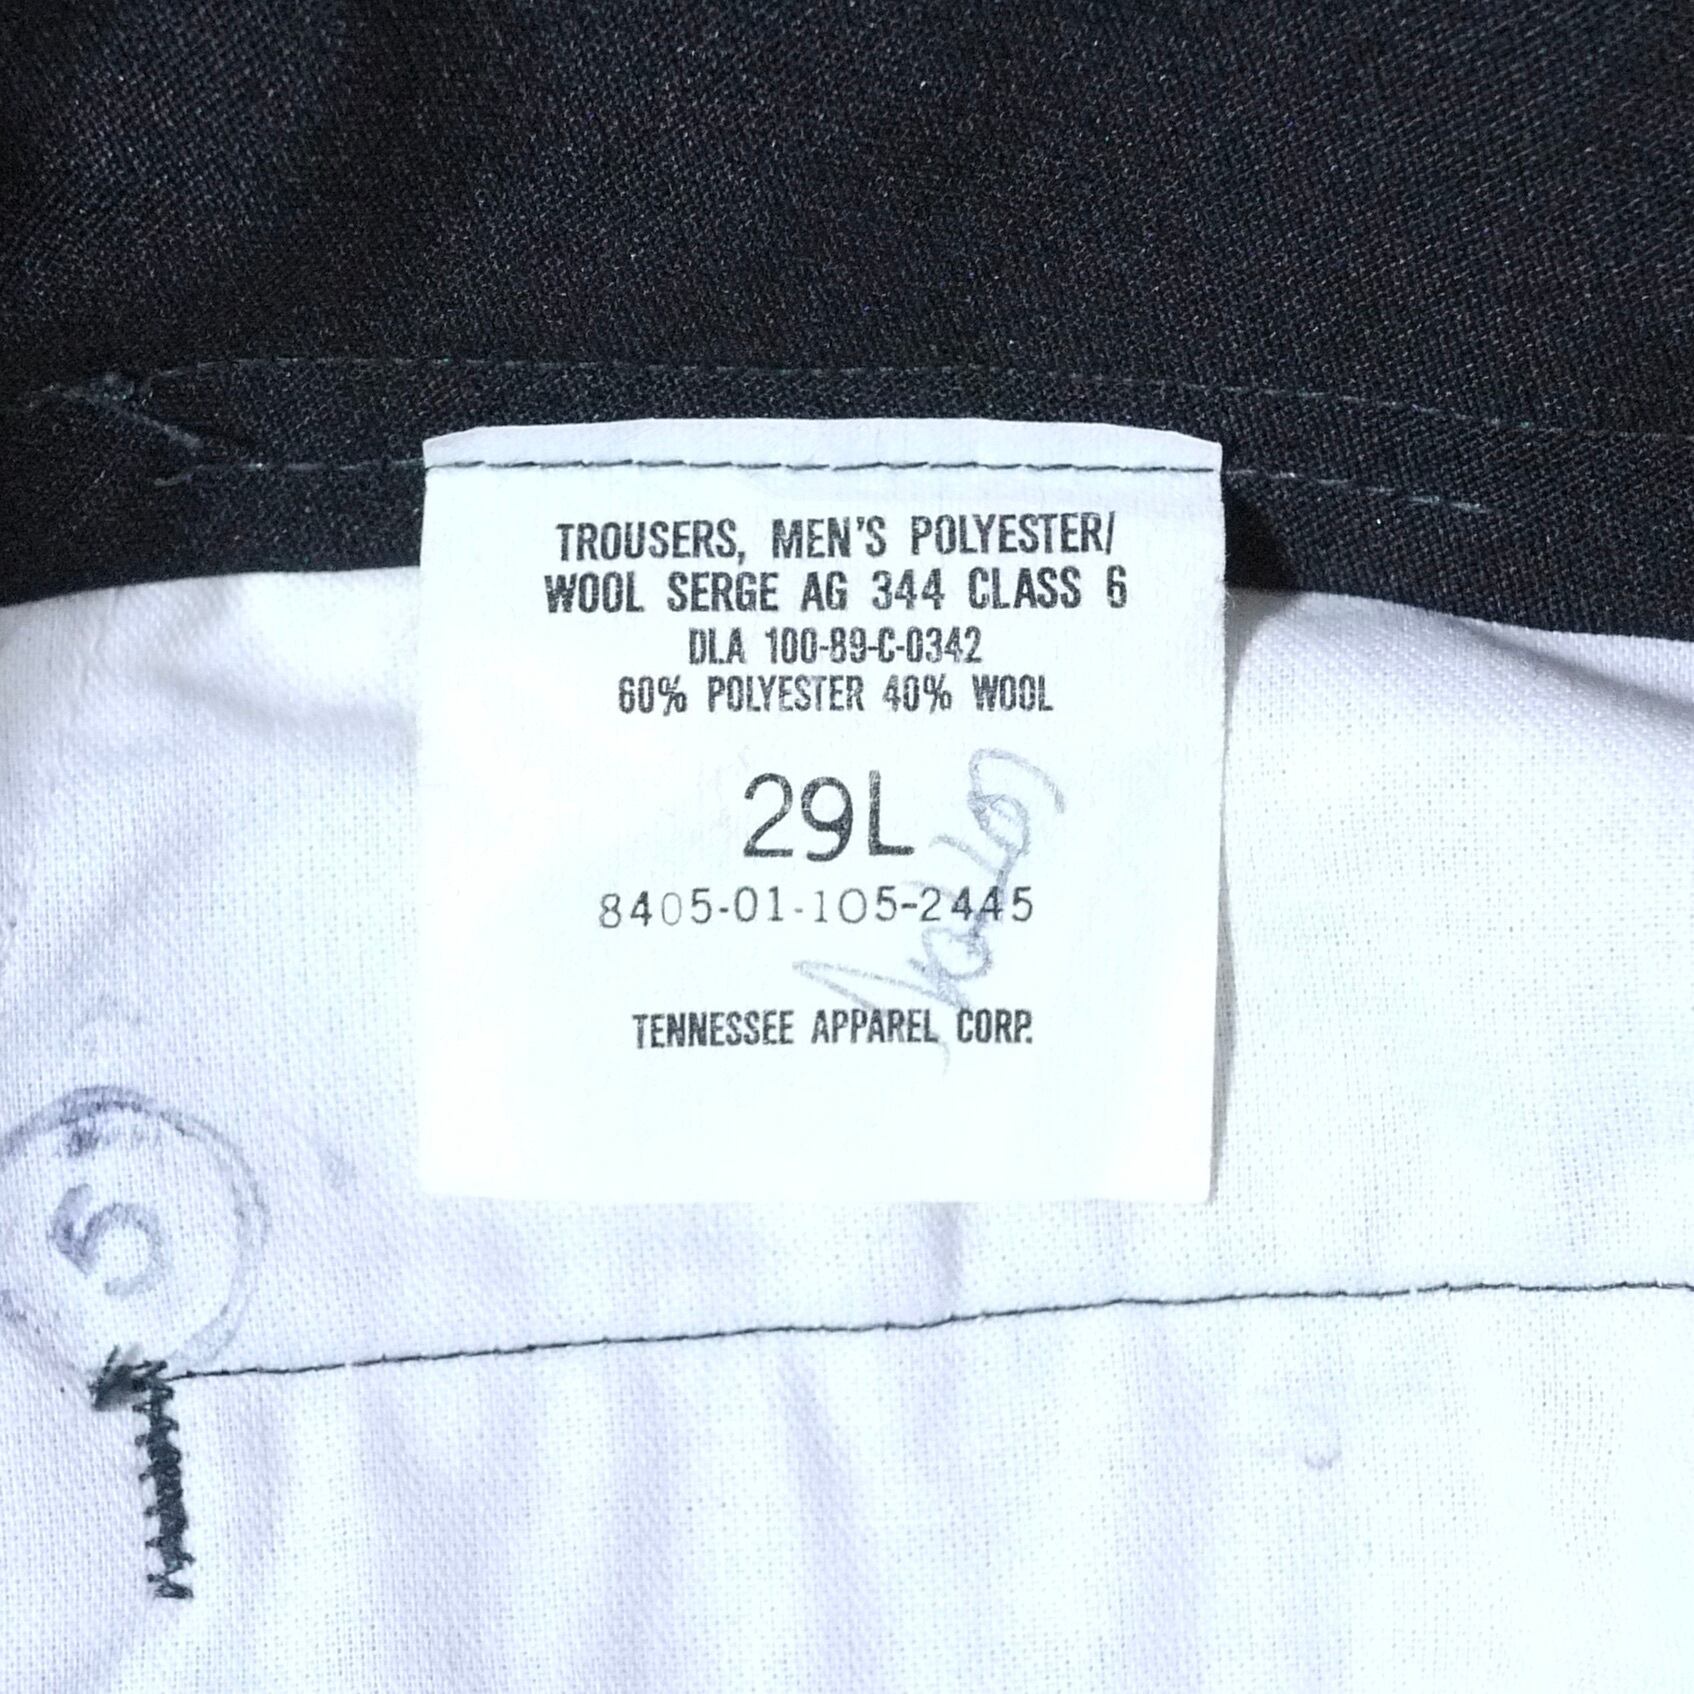 TROUSERS, MEN'S POLYESTER/
WOOL SERGE AG 344 CLASS 6
DLA 100-89-C-0342
60% POLYESTER 40% WOOL
29L
8405-01-105-2445
TENNESSEE APPAREL CORP.
5